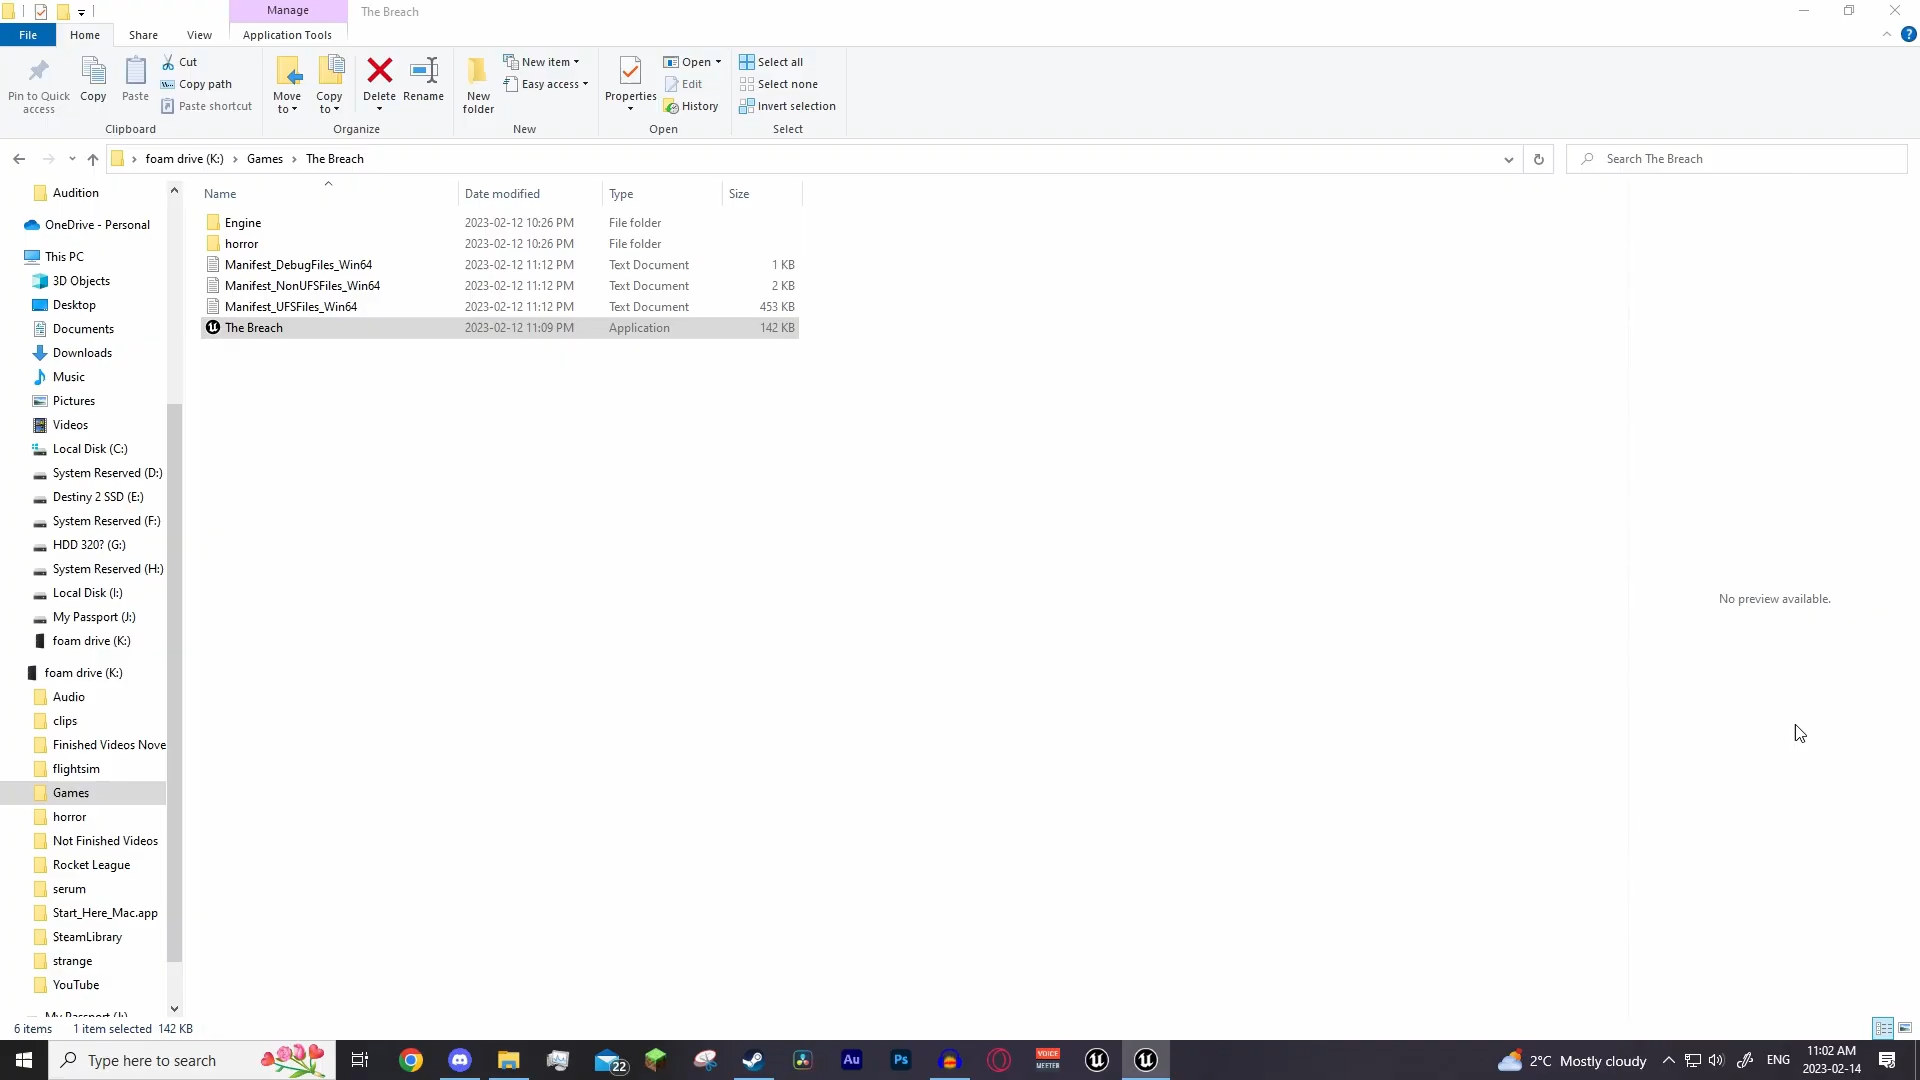 Manage
The Breach
File
Home
Share
View
Application Tools
Pin to Quick access
Copy
Paste
Cut
Copy path
Paste shortcut
Clipboard
Move to
Copy to
Delete
Rename
Organize
New folder
New item
Easy access
New
Properties
Open
Edit
History
Open
Select all
Select none
Invert selection
Select
foam drive (K:) › Games › The Breach
Search The Breach
Name
Date modified
Type
Size
Engine 2023-02-12 10:26 PM File folder
horror 2023-02-12 10:26 PM File folder
Manifest_DebugFiles_Win64 2023-02-12 11:12 PM Text Document 1 KB
Manifest_NonUFSFiles_Win64 2023-02-12 11:12 PM Text Document 2 KB
Manifest_UFSFiles_Win64 2023-02-12 11:12 PM Text Document 453 KB
The Breach 2023-02-12 11:09 PM Application 142 KB
Audition
OneDrive - Personal
This PC
3D Objects
Desktop
Documents
Downloads
Music
Pictures
Videos
Local Disk (C:)
System Reserved (D:)
Destiny 2 SSD (E:)
System Reserved (F:)
HDD 320? (G:)
System Reserved (H:)
Local Disk (I:)
My Passport (J:)
foam drive (K:)
foam drive (K:)
Audio
clips
Finished Videos Nove
flightsim
Games
horror
Not Finished Videos
Rocket League
serum
Start_Here_Mac.app
SteamLibrary
strange
YouTube
My Passport (J:)
No preview available.
6 items 1 item selected 142 KB
Type here to search
22
Au
Ps
VOICE
MEETER
2°C Mostly cloudy
ENG
11:02 AM
2023-02-14